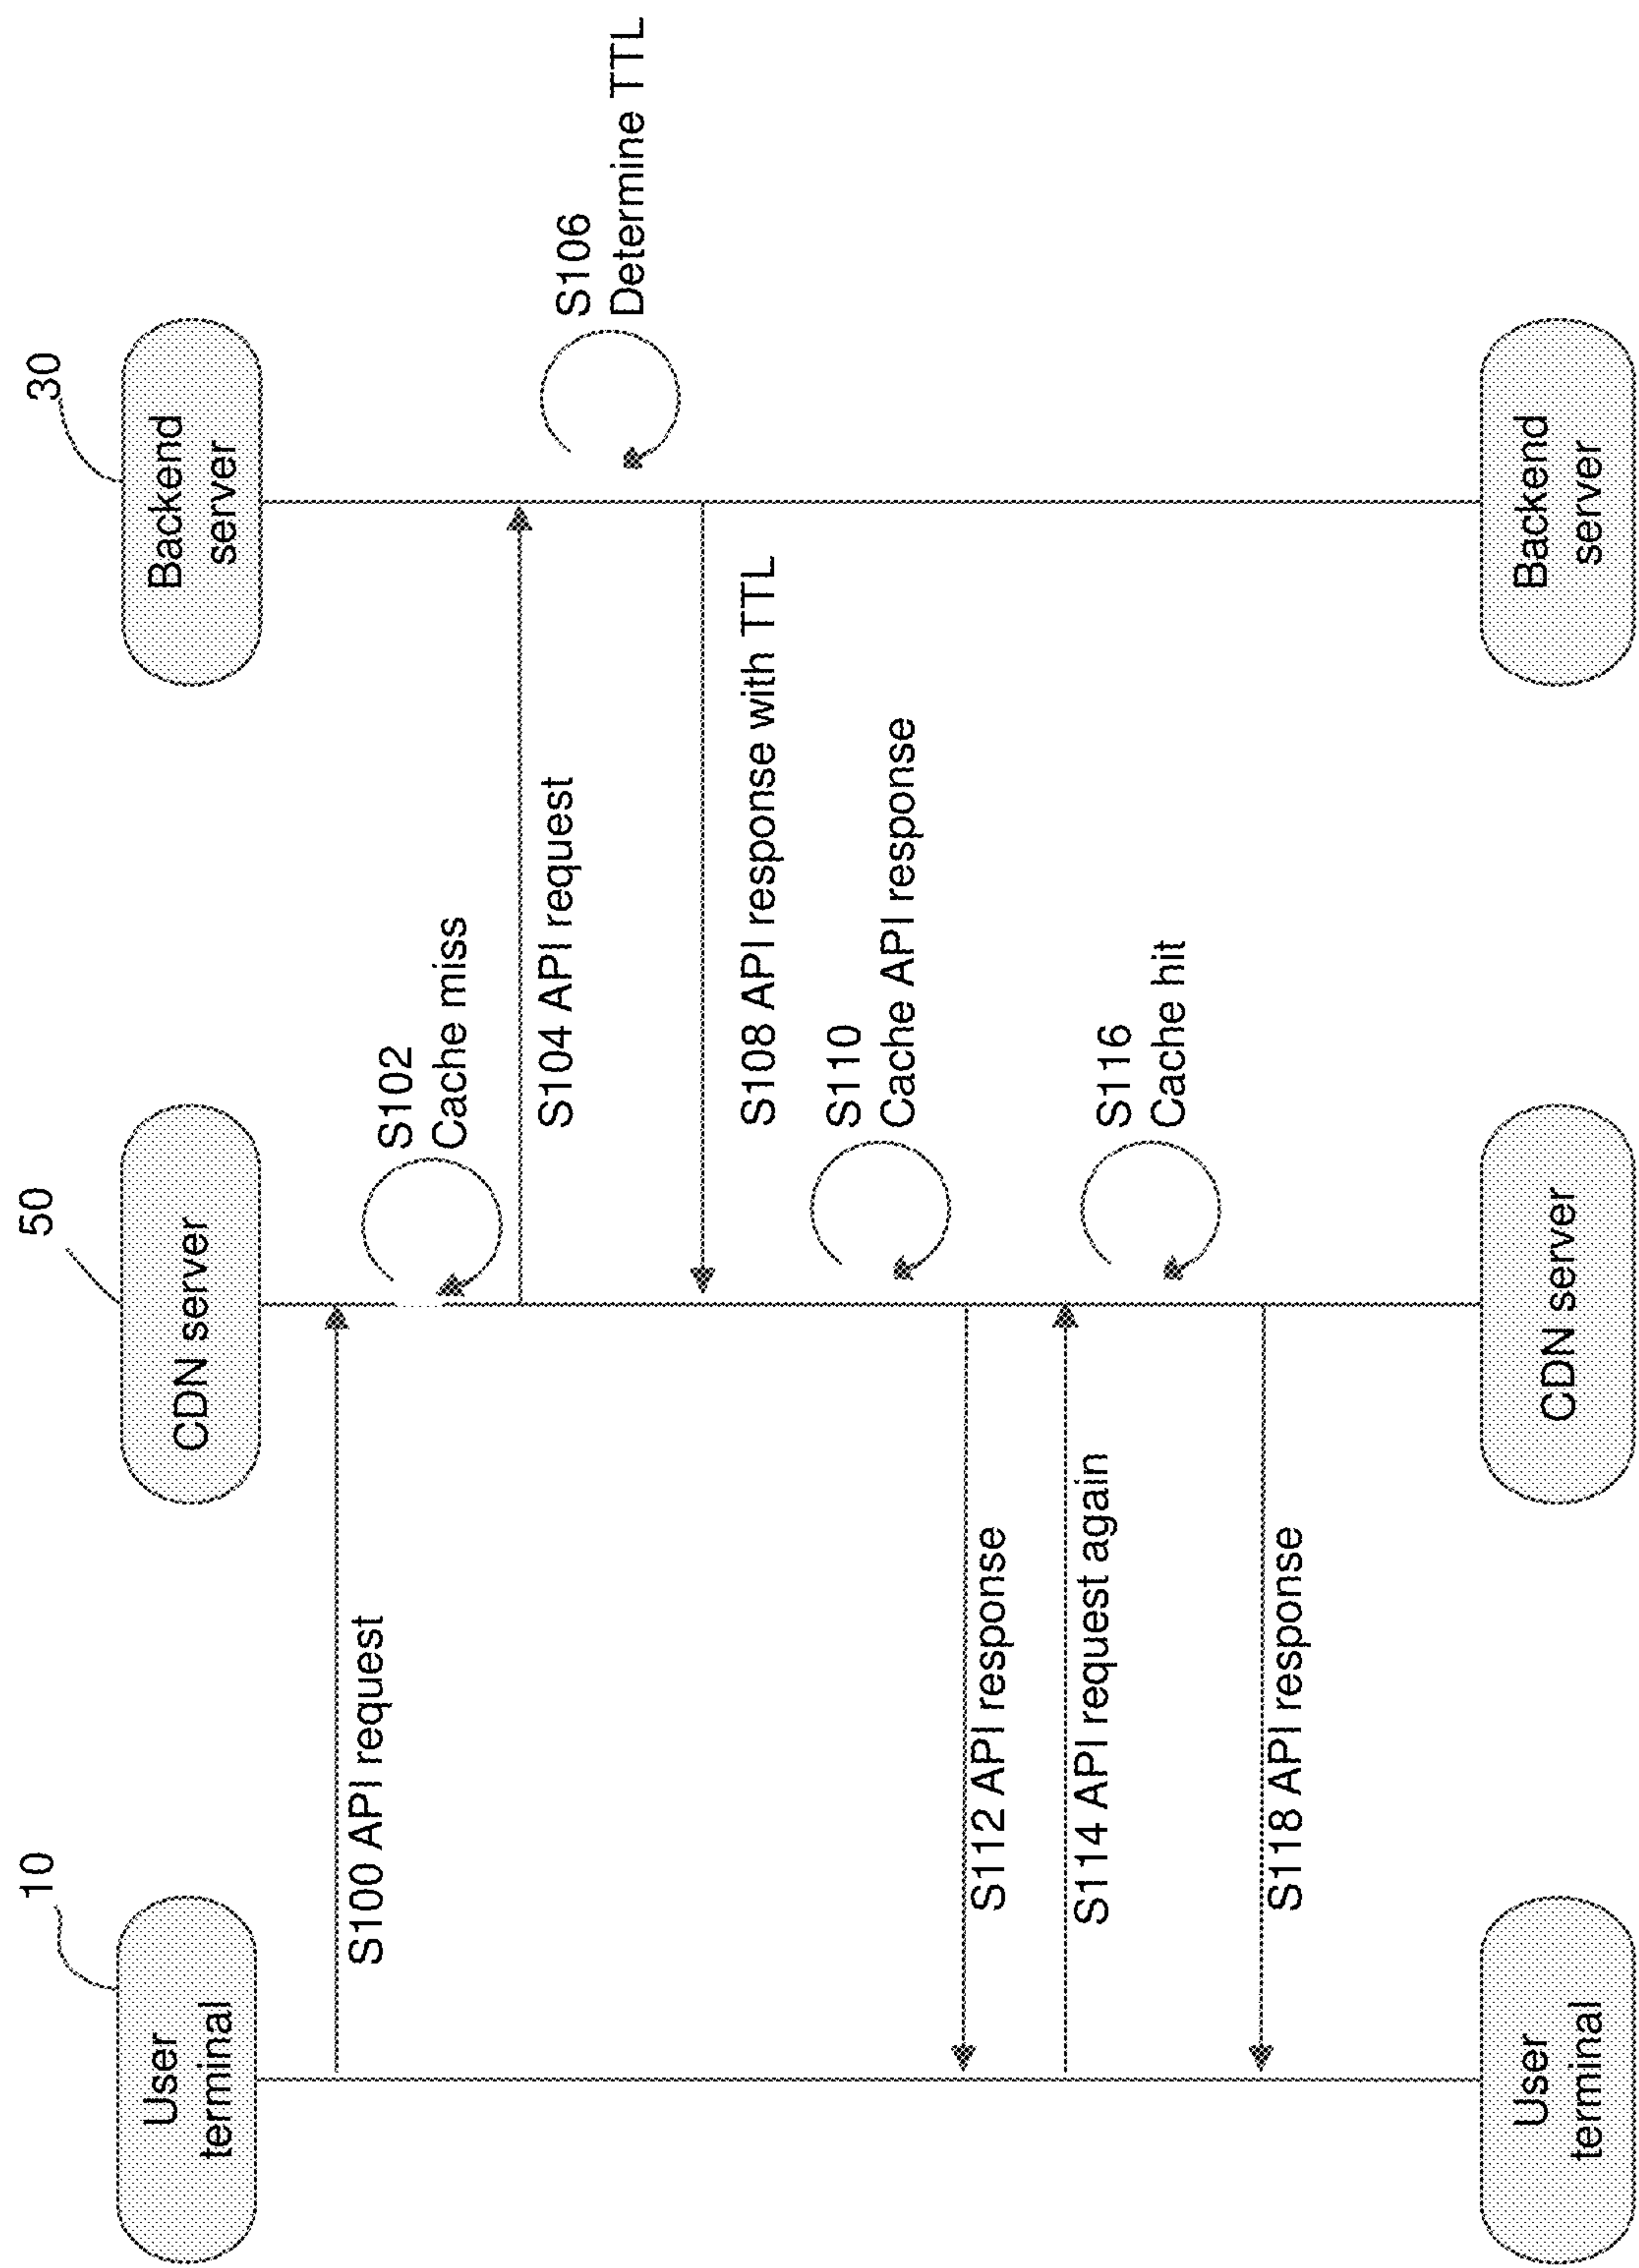 10
50
30
User
terminal
CDN server
Backend
server
S100 API request
S102
Cache miss
S104 API request
S106
Determine TTL
S108 API response with TTL
S110
Cache API response
S112 API response
S114 API request again
S116
Cache hit
S118 API response
User
terminal
CDN server
Backend
server